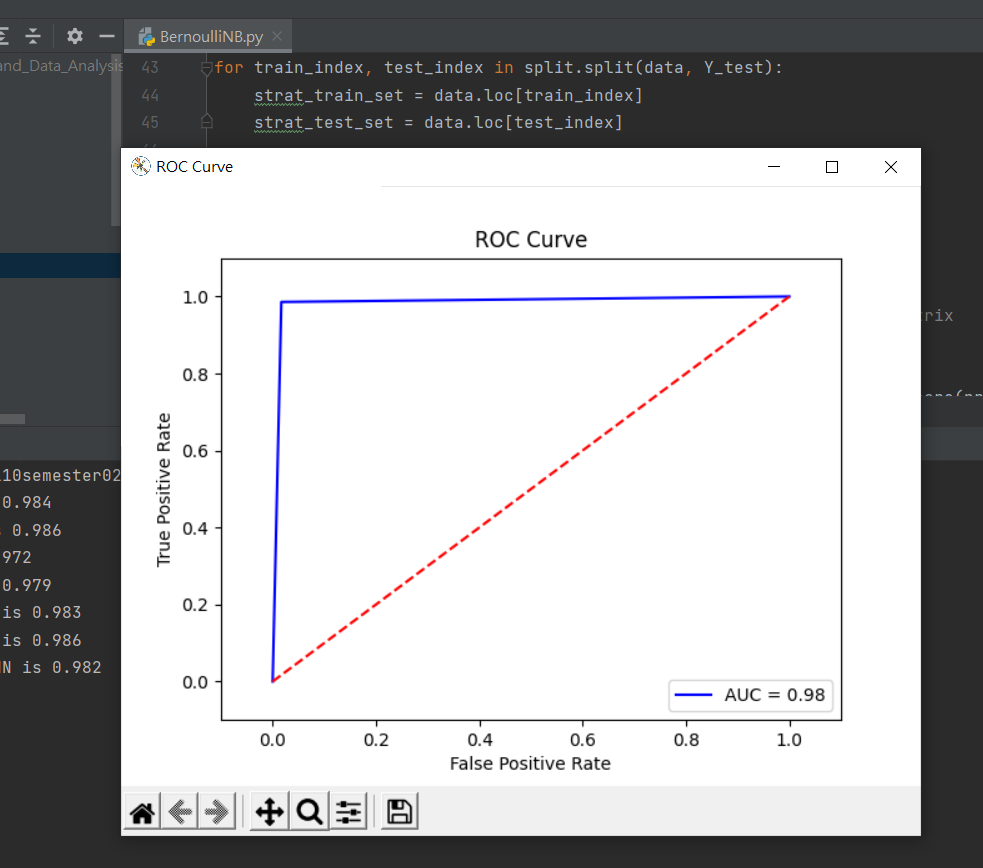 BernoulliNB.py
and_Data_Analysis
43 for train_index, test_index in split.split(data, Y_test):
44 strat_train_set = data.loc[train_index]
45 strat_test_set = data.loc[test_index]
ROC Curve
ROC Curve
1.0
0.8
0.6
0.4
0.2
0.0
True Positive Rate
0.0 0.2 0.4 0.6 0.8 1.0
False Positive Rate
AUC = 0.98
trix
10semester02
0.984
0.986
972
0.979
is 0.983
is 0.986
N is 0.982